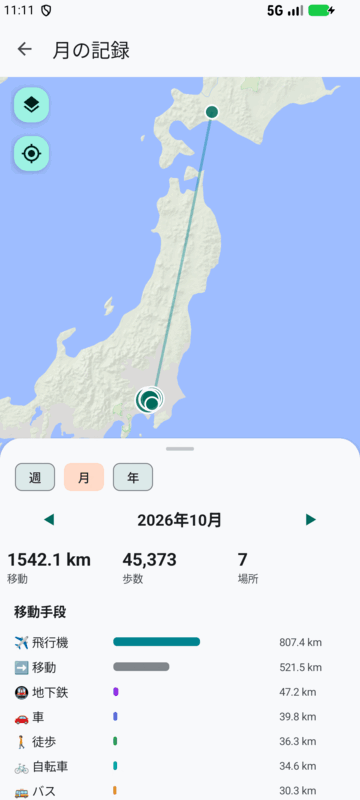 11:11 5G
月の記録
週 月 年
2026年10月
1542.1 km 45,373 7
移動 歩数 場所
移動手段
飛行機 807.4 km
移動 521.5 km
地下鉄 47.2 km
車 39.8 km
徒歩 36.3 km
自転車 34.6 km
バス 30.3 km